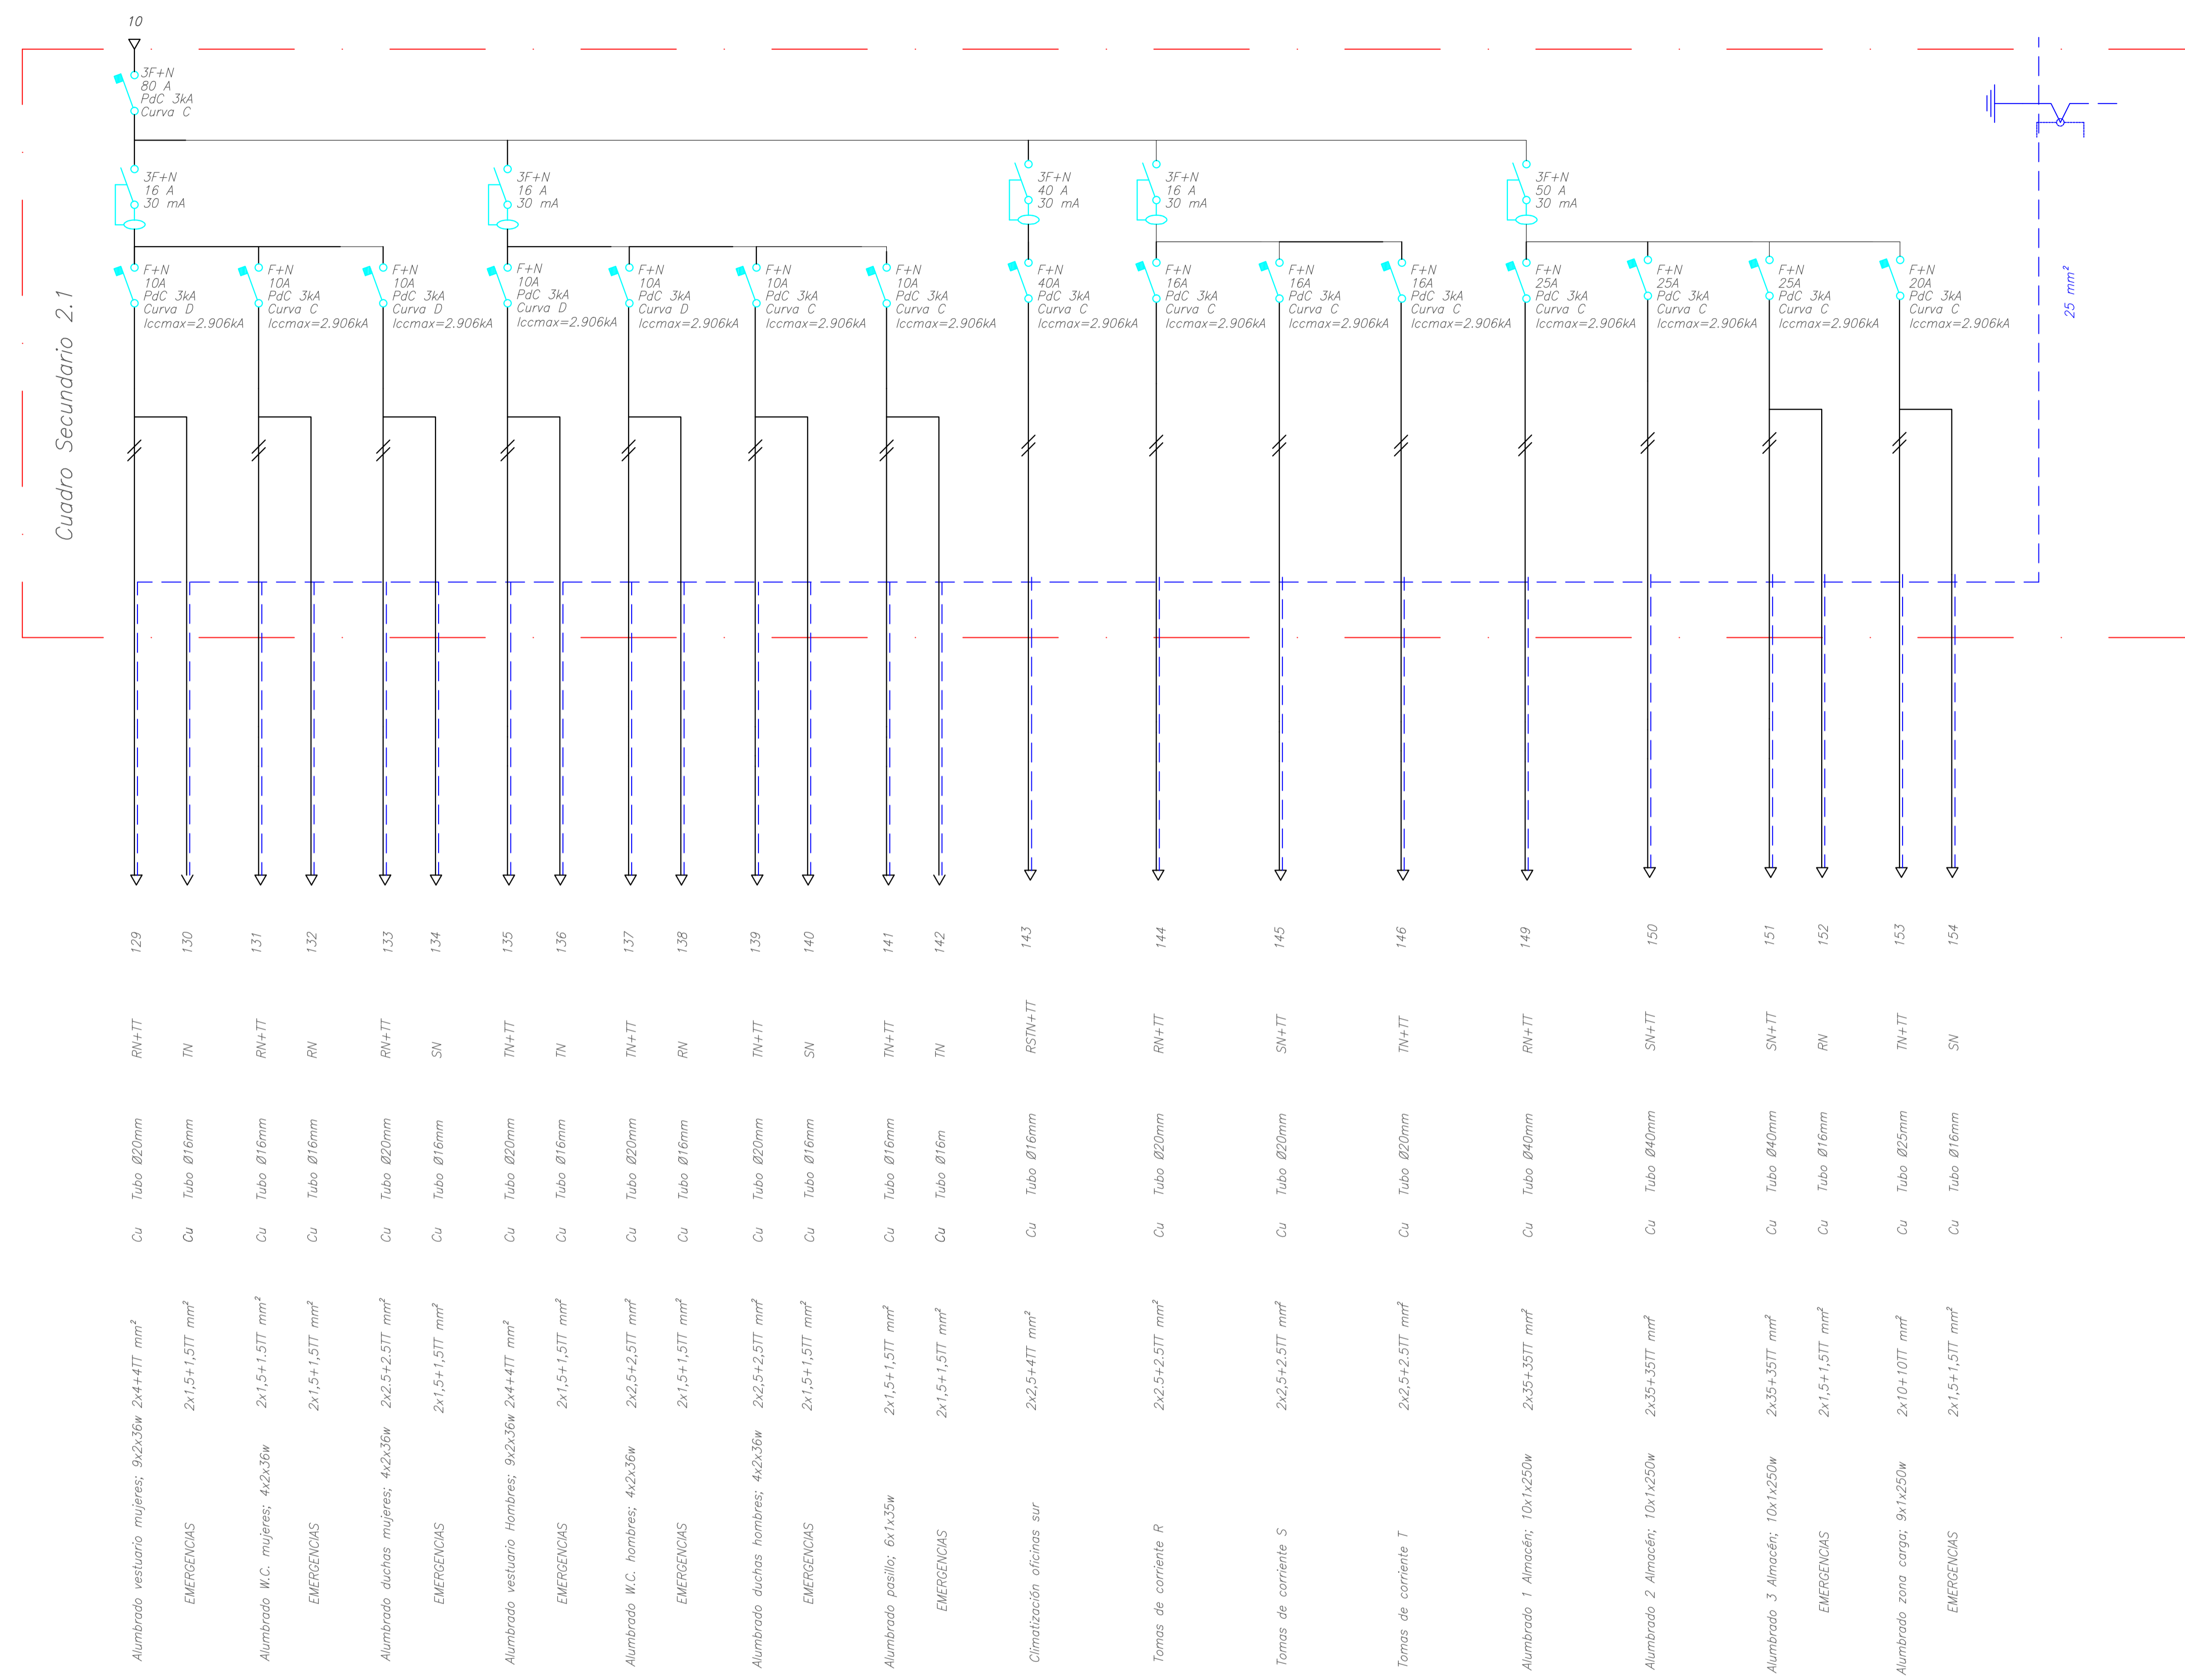 10
3F+N
80 A
PdC 3kA
Curva C
Cuadro Secundario 2.1
3F+N
16 A
30 mA
3F+N
16 A
30 mA
3F+N
40 A
30 mA
3F+N
16 A
30 mA
3F+N
50 A
30 mA
F+N
10A
PdC 3kA
Curva D
Iccmax=2.906kA
F+N
10A
PdC 3kA
Curva C
Iccmax=2.906kA
F+N
10A
PdC 3kA
Curva D
Iccmax=2.906kA
F+N
10A
PdC 3kA
Curva D
Iccmax=2.906kA
F+N
10A
PdC 3kA
Curva D
Iccmax=2.906kA
F+N
10A
PdC 3kA
Curva C
Iccmax=2.906kA
F+N
10A
PdC 3kA
Curva C
Iccmax=2.906kA
F+N
40A
PdC 3kA
Curva C
Iccmax=2.906kA
F+N
16A
PdC 3kA
Curva C
Iccmax=2.906kA
F+N
16A
PdC 3kA
Curva C
Iccmax=2.906kA
F+N
16A
PdC 3kA
Curva C
Iccmax=2.906kA
F+N
25A
PdC 3kA
Curva C
Iccmax=2.906kA
F+N
25A
PdC 3kA
Curva C
Iccmax=2.906kA
F+N
25A
PdC 3kA
Curva C
Iccmax=2.906kA
F+N
20A
PdC 3kA
Curva C
Iccmax=2.906kA
25 mm²
Alumbrado vestuario mujeres; 9x2x36w 2x4+4TT mm² Cu Tubo Ø20mm RN+TT 129
EMERGENCIAS 2x1,5+1,5TT mm² Cu Tubo Ø16mm TN 130
Alumbrado W.C. mujeres; 4x2x36w 2x1,5+1.5TT mm² Cu Tubo Ø16mm RN+TT 131
EMERGENCIAS 2x1,5+1,5TT mm² Cu Tubo Ø16mm RN 132
Alumbrado duchas mujeres; 4x2x36w 2x2.5+2.5TT mm² Cu Tubo Ø20mm RN+TT 133
EMERGENCIAS 2x1,5+1,5TT mm² Cu Tubo Ø16mm SN 134
Alumbrado vestuario Hombres; 9x2x36w 2x4+4TT mm² Cu Tubo Ø20mm TN+TT 135
EMERGENCIAS 2x1,5+1,5TT mm² Cu Tubo Ø16mm TN 136
Alumbrado W.C. hombres; 4x2x36w 2x2,5+2,5TT mm² Cu Tubo Ø20mm TN+TT 137
EMERGENCIAS 2x1,5+1,5TT mm² Cu Tubo Ø16mm RN 138
Alumbrado duchas hombres; 4x2x36w 2x2,5+2,5TT mm² Cu Tubo Ø20mm TN+TT 139
EMERGENCIAS 2x1,5+1,5TT mm² Cu Tubo Ø16mm SN 140
Alumbrado pasillo; 6x1x35w 2x1,5+1,5TT mm² Cu Tubo Ø16mm TN+TT 141
EMERGENCIAS 2x1,5+1,5TT mm² Cu Tubo Ø16m TN 142
Climatización oficinas sur 2x2,5+4TT mm² Cu Tubo Ø16mm RSTN+TT 143
Tomas de corriente R 2x2.5+2.5TT mm² Cu Tubo Ø20mm RN+TT 144
Tomas de corriente S 2x2,5+2.5TT mm² Cu Tubo Ø20mm SN+TT 145
Tomas de corriente T 2x2,5+2.5TT mm² Cu Tubo Ø20mm TN+TT 146
Alumbrado 1 Almacén; 10x1x250w 2x35+35TT mm² Cu Tubo Ø40mm RN+TT 149
Alumbrado 2 Almacén; 10x1x250w 2x35+35TT mm² Cu Tubo Ø40mm SN+TT 150
Alumbrado 3 Almacén; 10x1x250w 2x35+35TT mm² Cu Tubo Ø40mm SN+TT 151
EMERGENCIAS 2x1,5+1,5TT mm² Cu Tubo Ø16mm RN 152
Alumbrado zona carga; 9x1x250w 2x10+10TT mm² Cu Tubo Ø25mm TN+TT 153
EMERGENCIAS 2x1,5+1,5TT mm² Cu Tubo Ø16mm SN 154